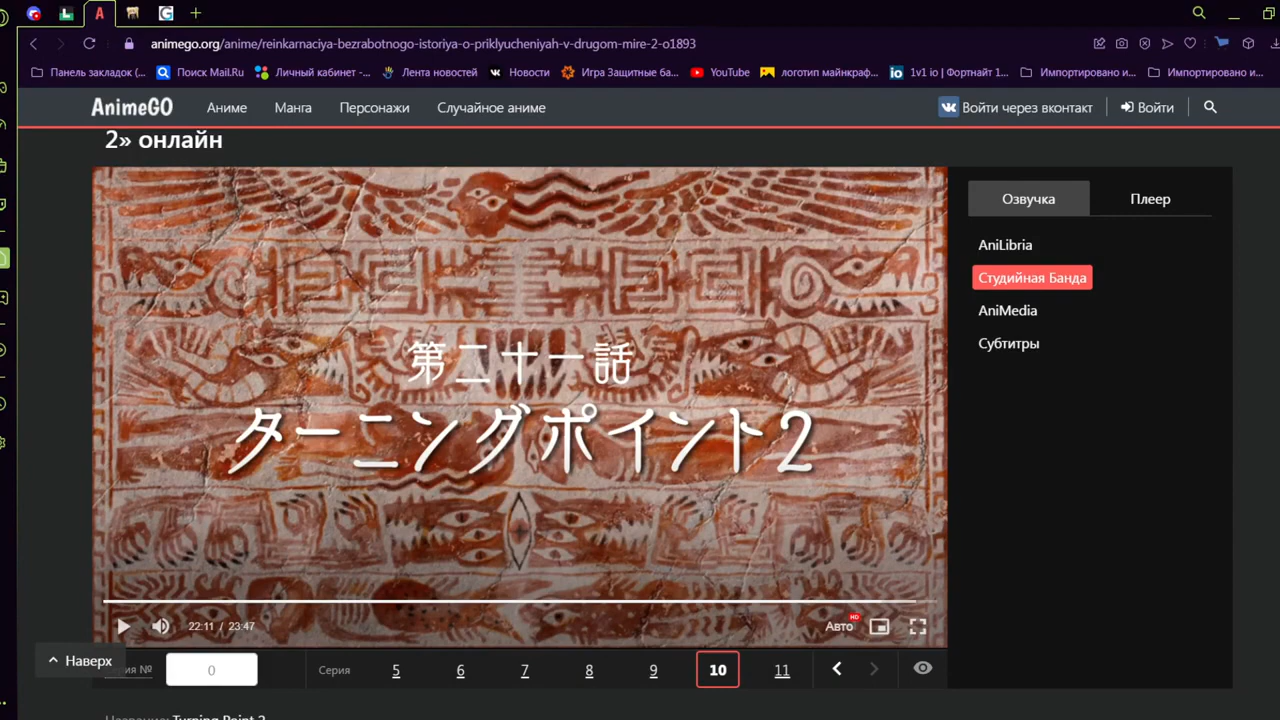 animego.org/anime/reinkarnaciya-bezrabotnogo-istoriya-o-priklyucheniyah-v-drugom-mire-2-o1893
Панель закладок (... Поиск Mail.Ru Личный кабинет -... Лента новостей Новости Игра Защитные ба... YouTube логотип майнкраф... 1v1 io | Фортнайт 1... Импортировано и... Импортировано и...
AnimeGO Аниме Манга Персонажи Случайное аниме Войти через вконтакт Войти
2» онлайн
Озвучка Плеер
AniLibria
Студийная Банда
AniMedia
Субтитры
第二十一話
ターニングポイント2
22:11 / 23:47 Авто HD
Наверх
0 Серия 5 6 7 8 9 10 11
Название: Turning Point 2